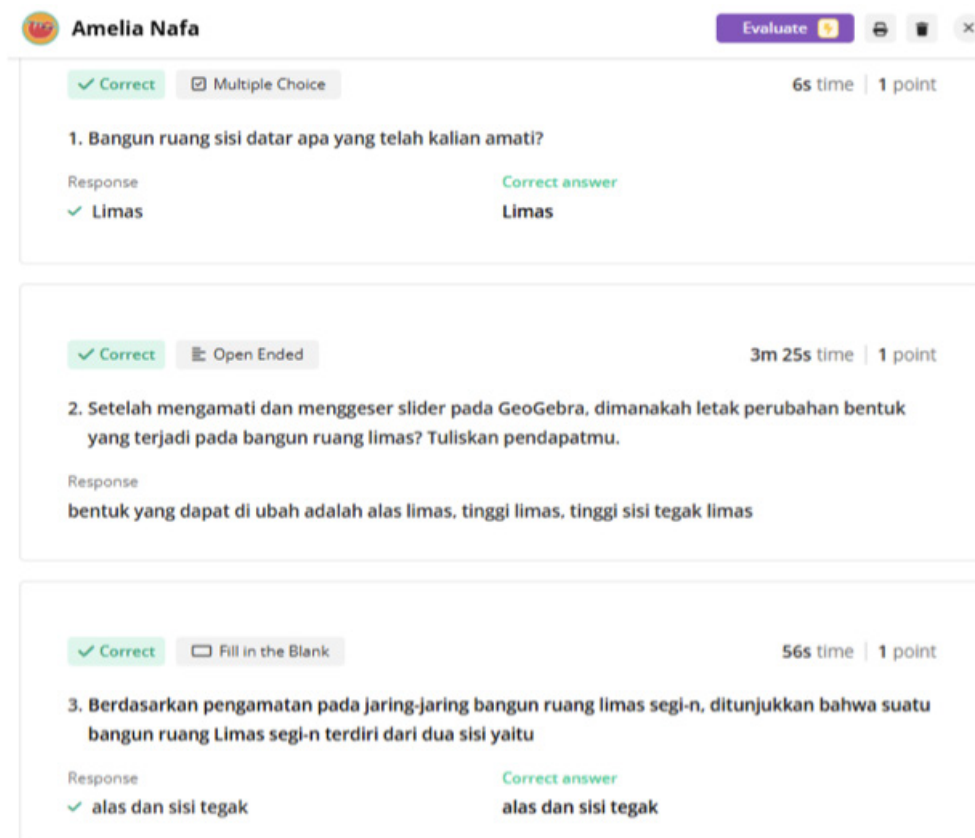 Amelia Nafa
Evaluate
Correct
Multiple Choice
6s time | 1 point
1. Bangun ruang sisi datar apa yang telah kalian amati?
Response
Correct answer
Limas
Limas
Correct
Open Ended
3m 25s time | 1 point
2. Setelah mengamati dan menggeser slider pada GeoGebra, dimanakah letak perubahan bentuk
yang terjadi pada bangun ruang limas? Tuliskan pendapatmu.
Response
bentuk yang dapat di ubah adalah alas limas, tinggi limas, tinggi sisi tegak limas
Correct
Fill in the Blank
56s time | 1 point
3. Berdasarkan pengamatan pada jaring-jaring bangun ruang limas segi-n, ditunjukkan bahwa suatu
bangun ruang Limas segi-n terdiri dari dua sisi yaitu
Response
Correct answer
alas dan sisi tegak
alas dan sisi tegak